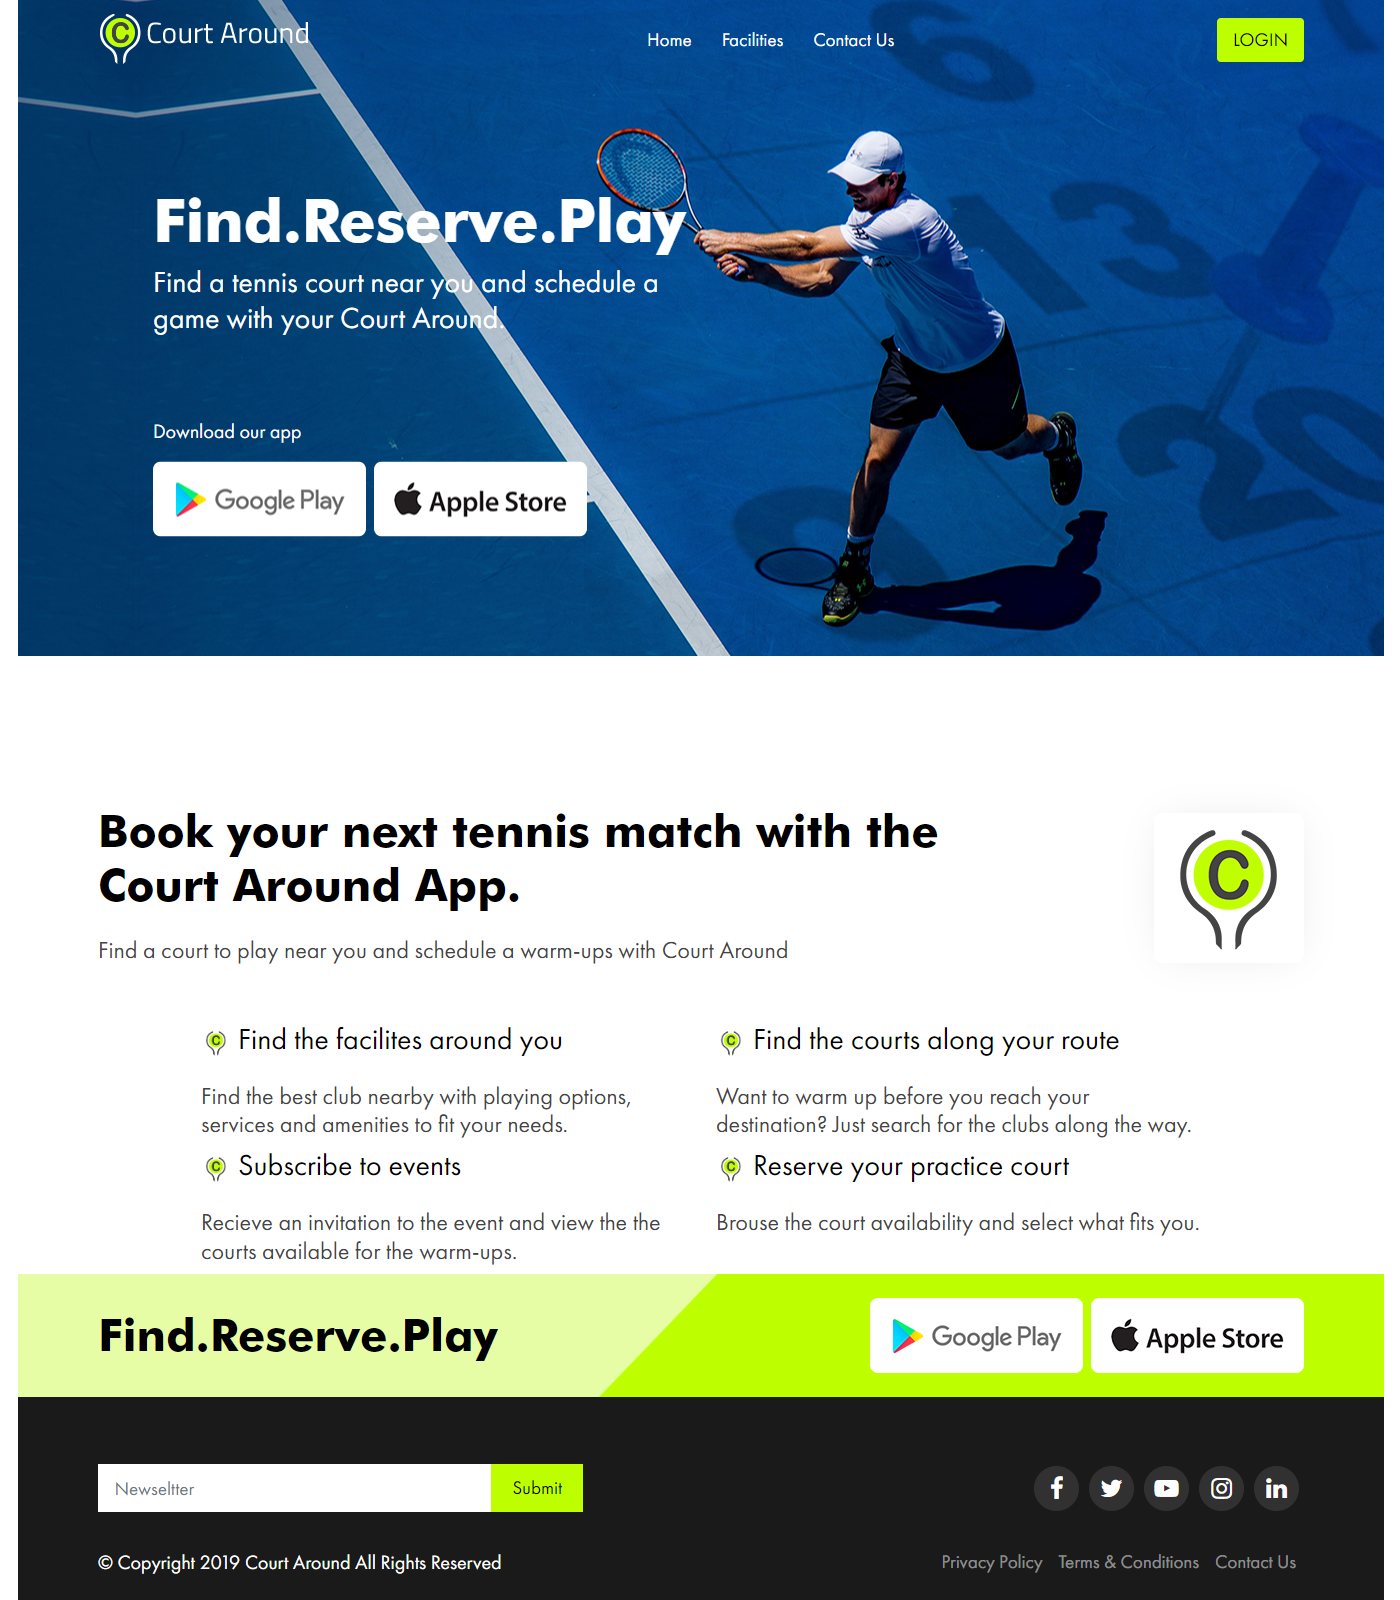 C Court Around
Home Facilities Contact Us
LOGIN
6
13
20
0
Find.Reserve.Play
Find a tennis court near you and schedule a
game with your Court Around.
Download our app
Google Play
Apple Store
Book your next tennis match with the
Court Around App.
C
Find a court to play near you and schedule a warm-ups with Court Around
C Find the facilites around you
Find the best club nearby with playing options,
services and amenities to fit your needs.
C Find the courts along your route
Want to warm up before you reach your
destination? Just search for the clubs along the way.
C Subscribe to events
Recieve an invitation to the event and view the the
courts available for the warm-ups.
C Reserve your practice court
Brouse the court availability and select what fits you.
Find.Reserve.Play
Google Play
Apple Store
Newseltter
Submit
© Copyright 2019 Court Around All Rights Reserved
Privacy Policy Terms & Conditions Contact Us